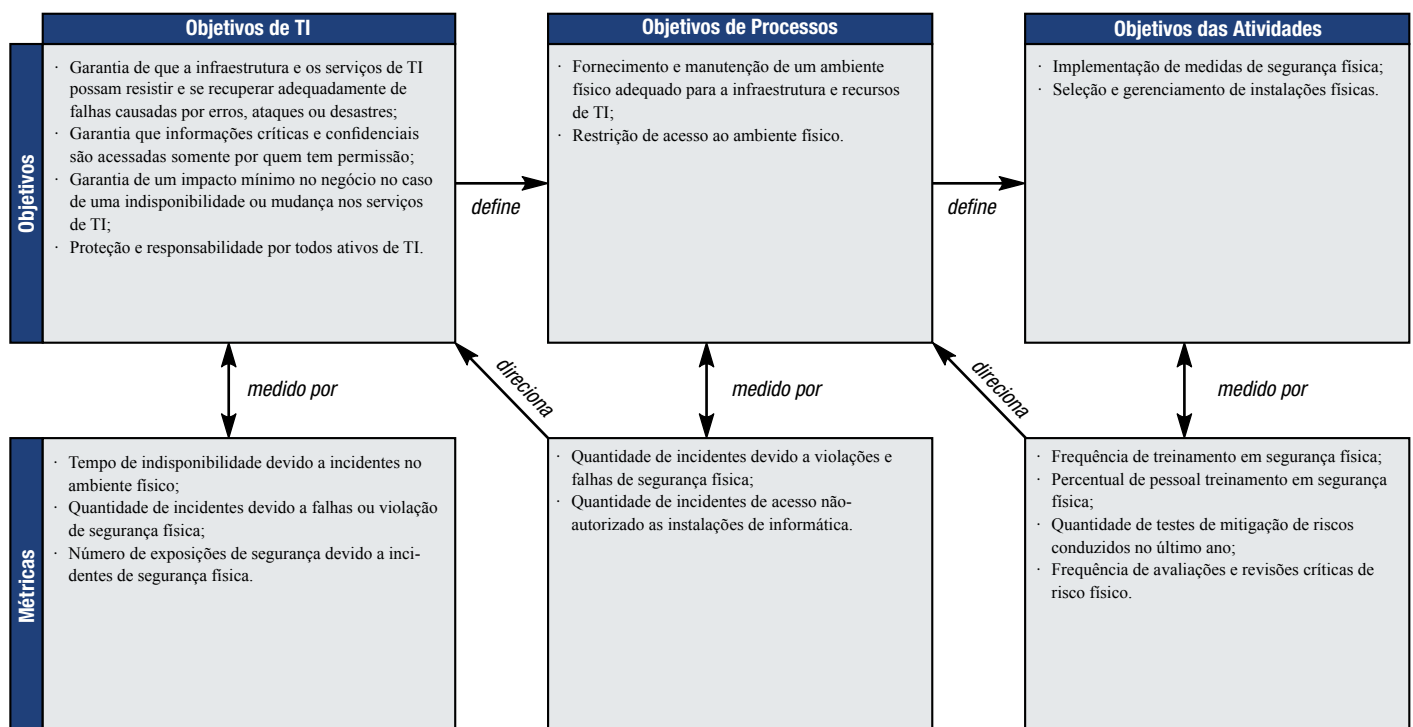 Objetivos de TI
Objetivos de Processos
Objetivos das Atividades
Objetivos
· Garantia de que a infraestrutura e os serviços de TI
possam resistir e se recuperar adequadamente de
falhas causadas por erros, ataques ou desastres;
· Garantia que informações críticas e confidenciais
são acessadas somente por quem tem permissão;
· Garantia de um impacto mínimo no negócio no caso
de uma indisponibilidade ou mudança nos serviços
de TI;
· Proteção e responsabilidade por todos ativos de TI.
define
· Fornecimento e manutenção de um ambiente
físico adequado para a infraestrutura e recursos
de TI;
· Restrição de acesso ao ambiente físico.
define
· Implementação de medidas de segurança física;
· Seleção e gerenciamento de instalações físicas.
medido por
direciona
medido por
direciona
medido por
Métricas
· Tempo de indisponibilidade devido a incidentes no
ambiente físico;
· Quantidade de incidentes devido a falhas ou violação
de segurança física;
· Número de exposições de segurança devido a inci-
dentes de segurança física.
· Quantidade de incidentes devido a violações e
falhas de segurança física;
· Quantidade de incidentes de acesso não-
autorizado as instalações de informática.
· Frequência de treinamento em segurança física;
· Percentual de pessoal treinamento em segurança
física;
· Quantidade de testes de mitigação de riscos
conduzidos no último ano;
· Frequência de avaliações e revisões críticas de
risco físico.